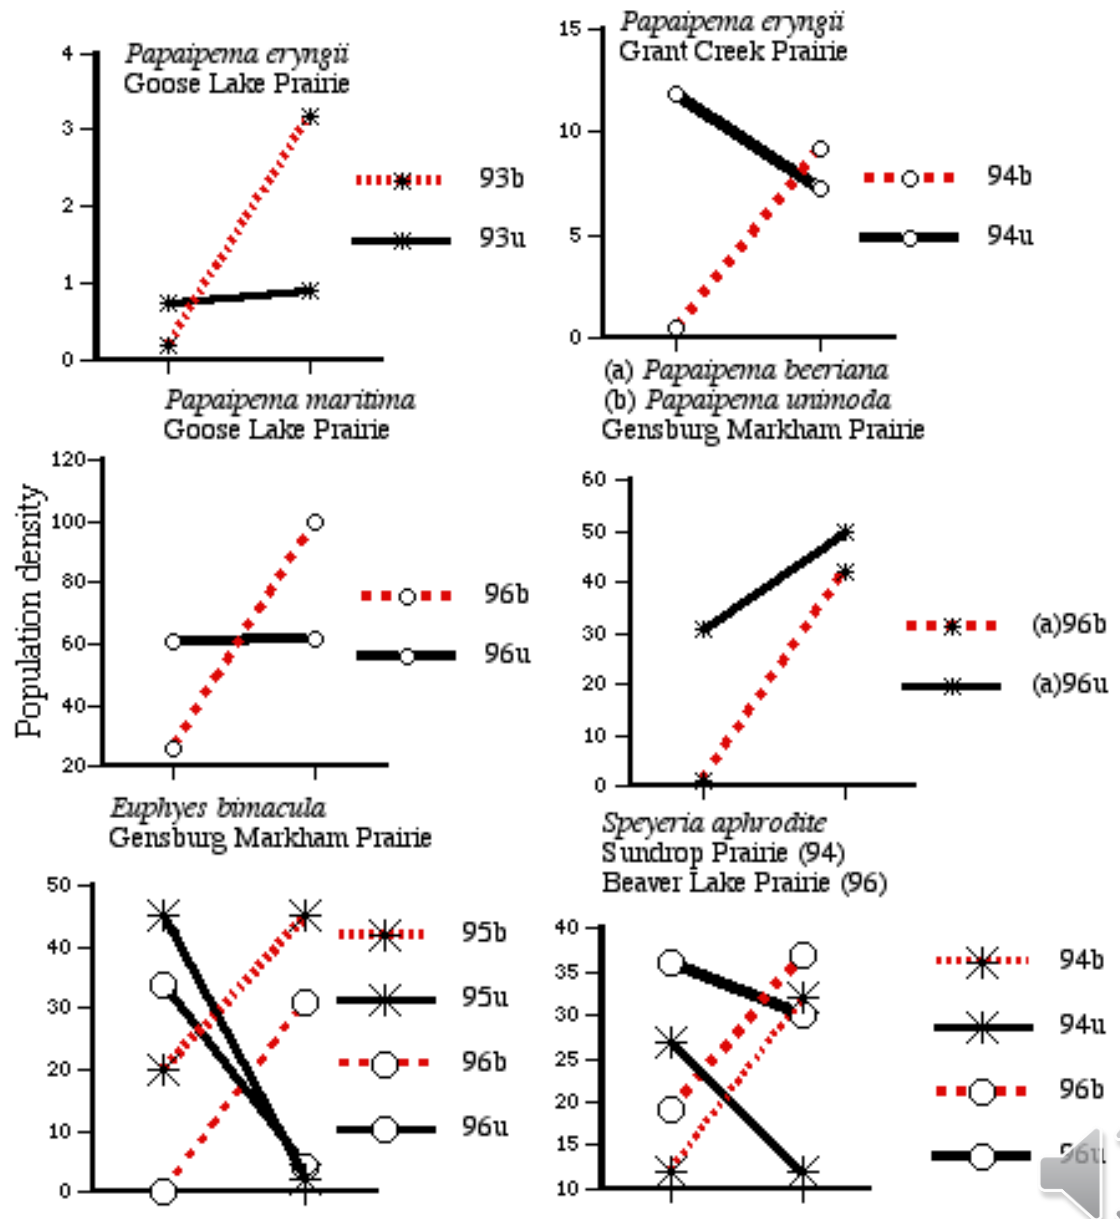 Papaipema eryngii
Goose Lake Prairie
4
3
2
1
0
93b
93u
Papaipema eryngii
Grant Creek Prairie
15
10
5
0
94b
94u
Papaipema maritima
Goose Lake Prairie
120
100
80
60
40
20
96b
96u
(a) Papaipema beeriana
(b) Papaipema unimoda
Gensburg Markham Prairie
60
50
40
30
20
10
0
(a)96b
(a)96u
Population density
Euphyes bimacula
Gensburg Markham Prairie
50
40
30
20
10
0
95b
95u
96b
96u
Speyeria aphrodite
Sundrop Prairie (94)
Beaver Lake Prairie (96)
40
35
30
25
20
15
10
94b
94u
96b
96u